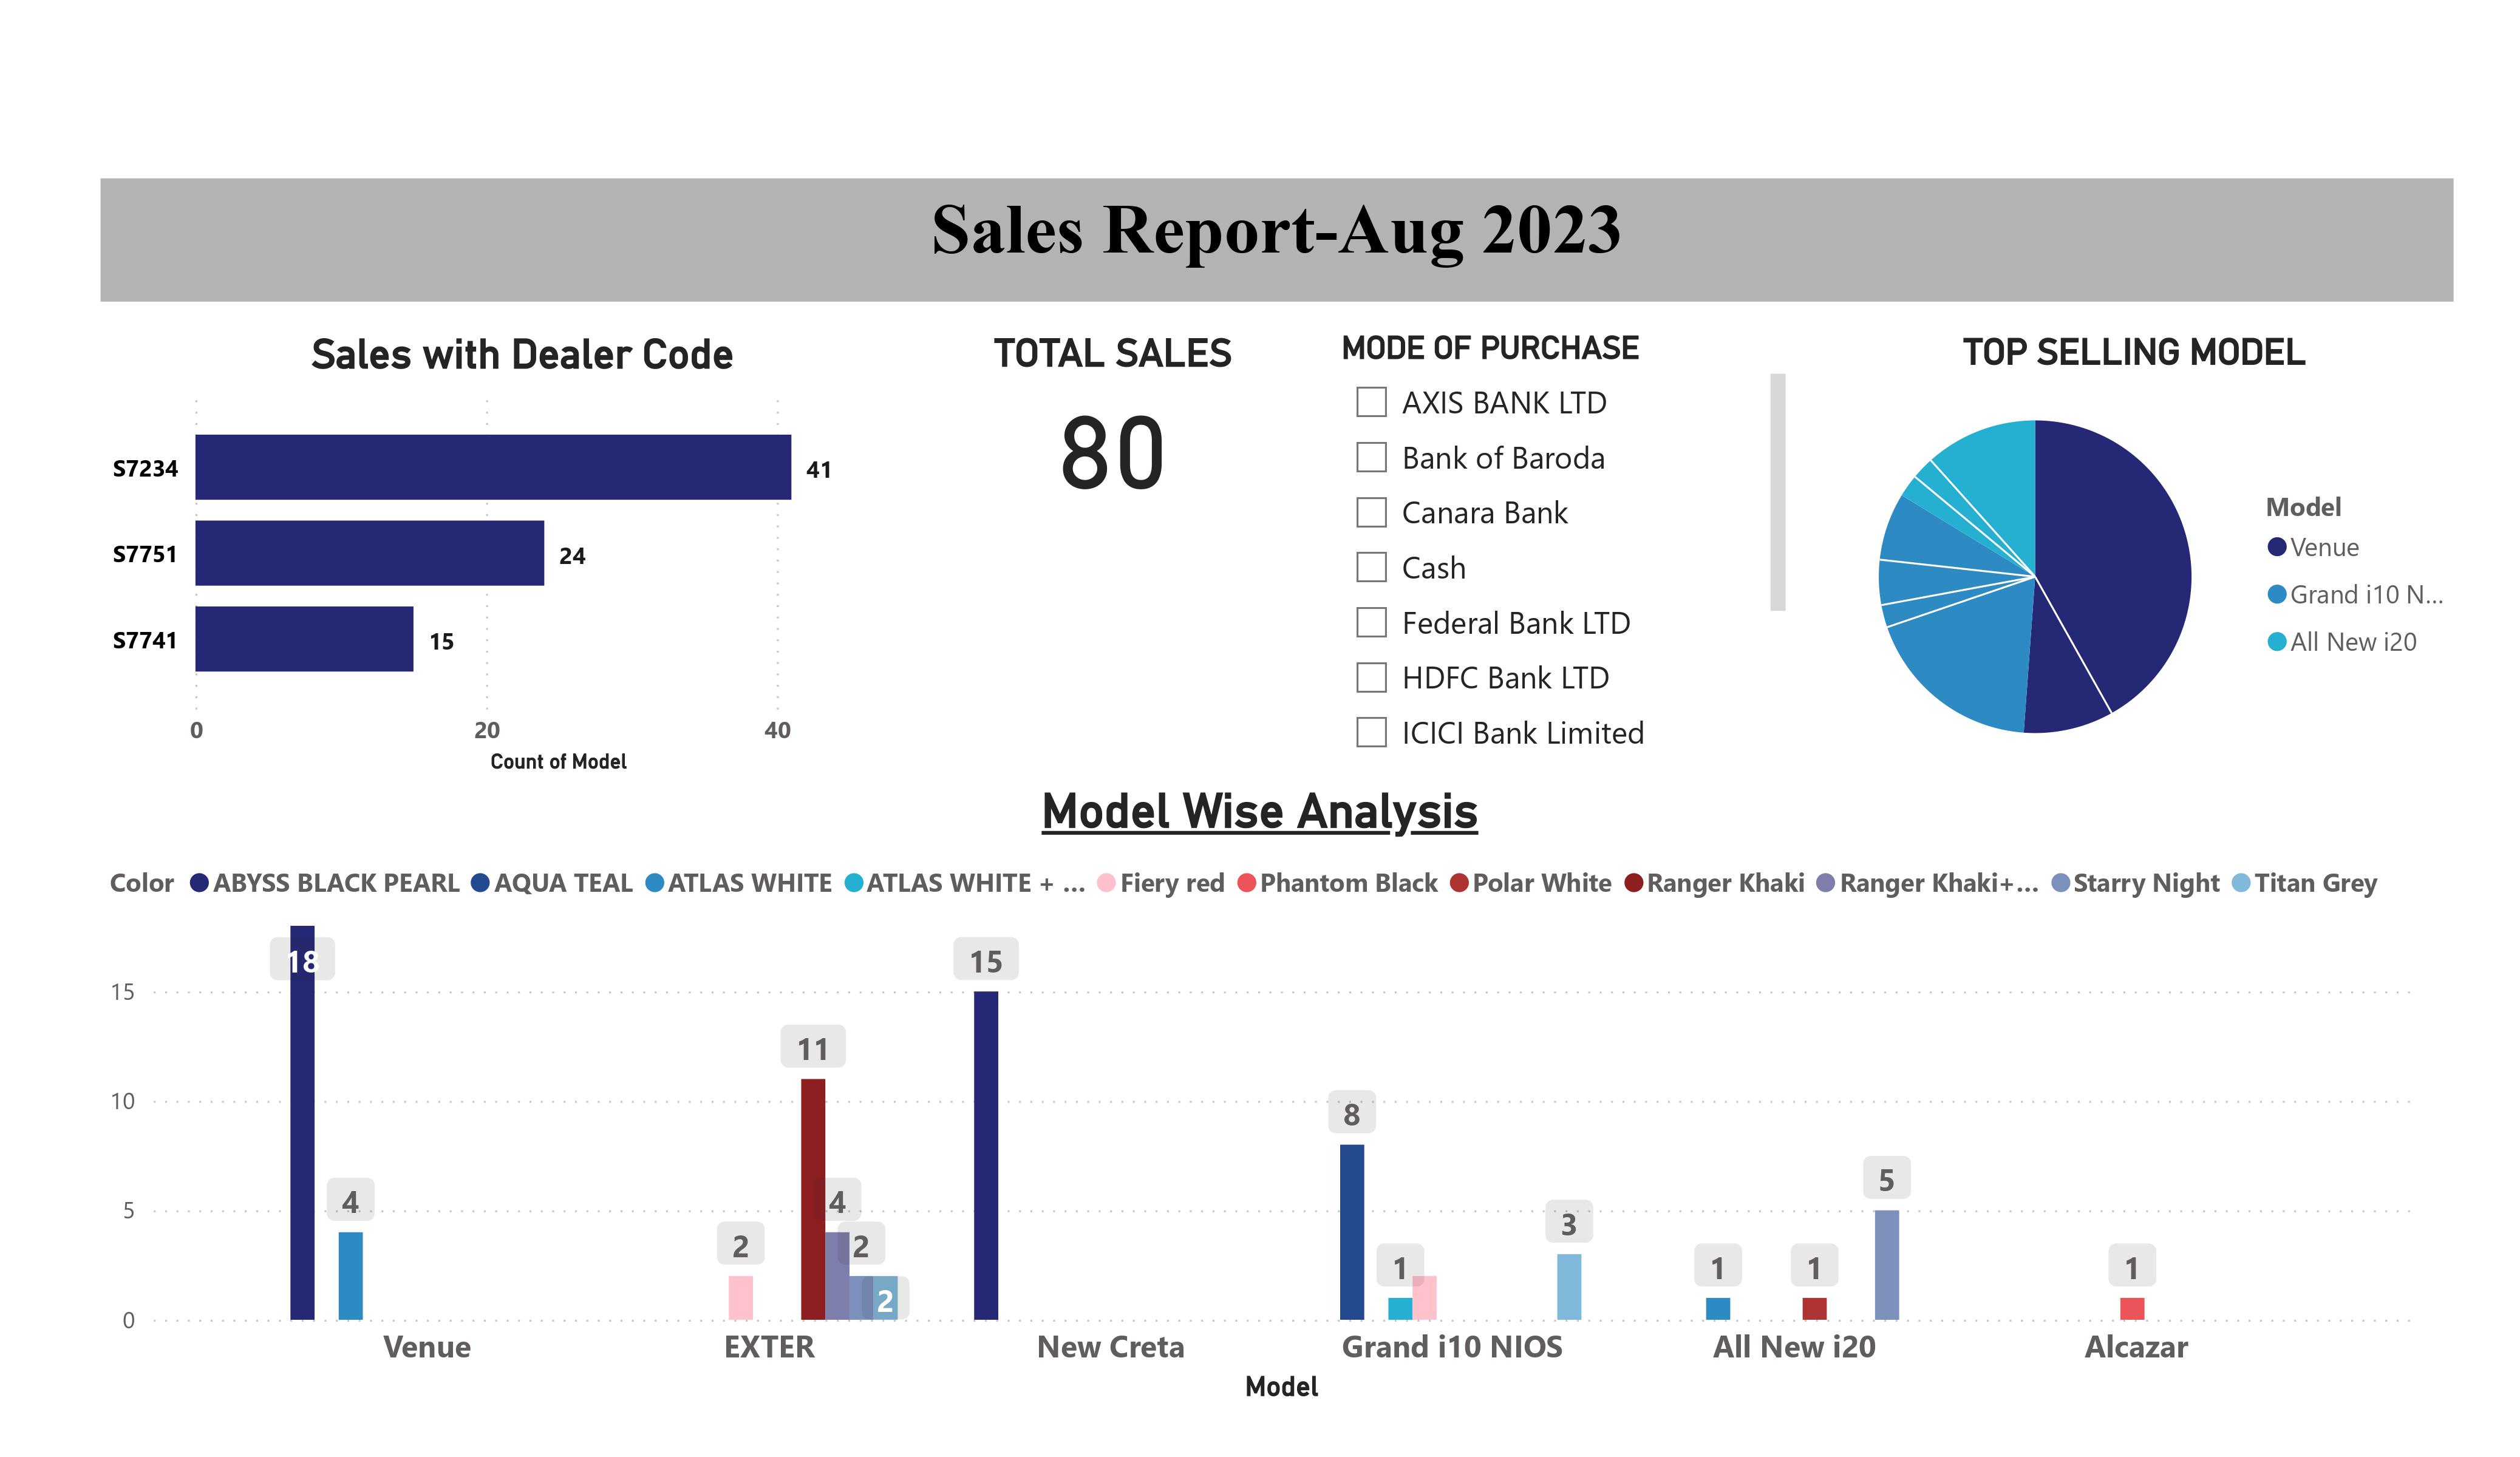 Sales Report-Aug 2023
Sales with Dealer Code
S7234
41
S7751
24
S7741
15
0 20 40
Count of Model
TOTAL SALES
80
MODE OF PURCHASE
AXIS BANK LTD
Bank of Baroda
Canara Bank
Cash
Federal Bank LTD
HDFC Bank LTD
ICICI Bank Limited
TOP SELLING MODEL
Model
Venue
Grand i10 N...
All New i20
Model Wise Analysis
Color ABYSS BLACK PEARL AQUA TEAL ATLAS WHITE ATLAS WHITE + ... Fiery red Phantom Black Polar White Ranger Khaki Ranger Khaki+... Starry Night Titan Grey
18 15
15
11
10
8
4 4 5
5
2 2 3
1 1 1 1
2
0
Venue EXTER New Creta Grand i10 NIOS All New i20 Alcazar
Model